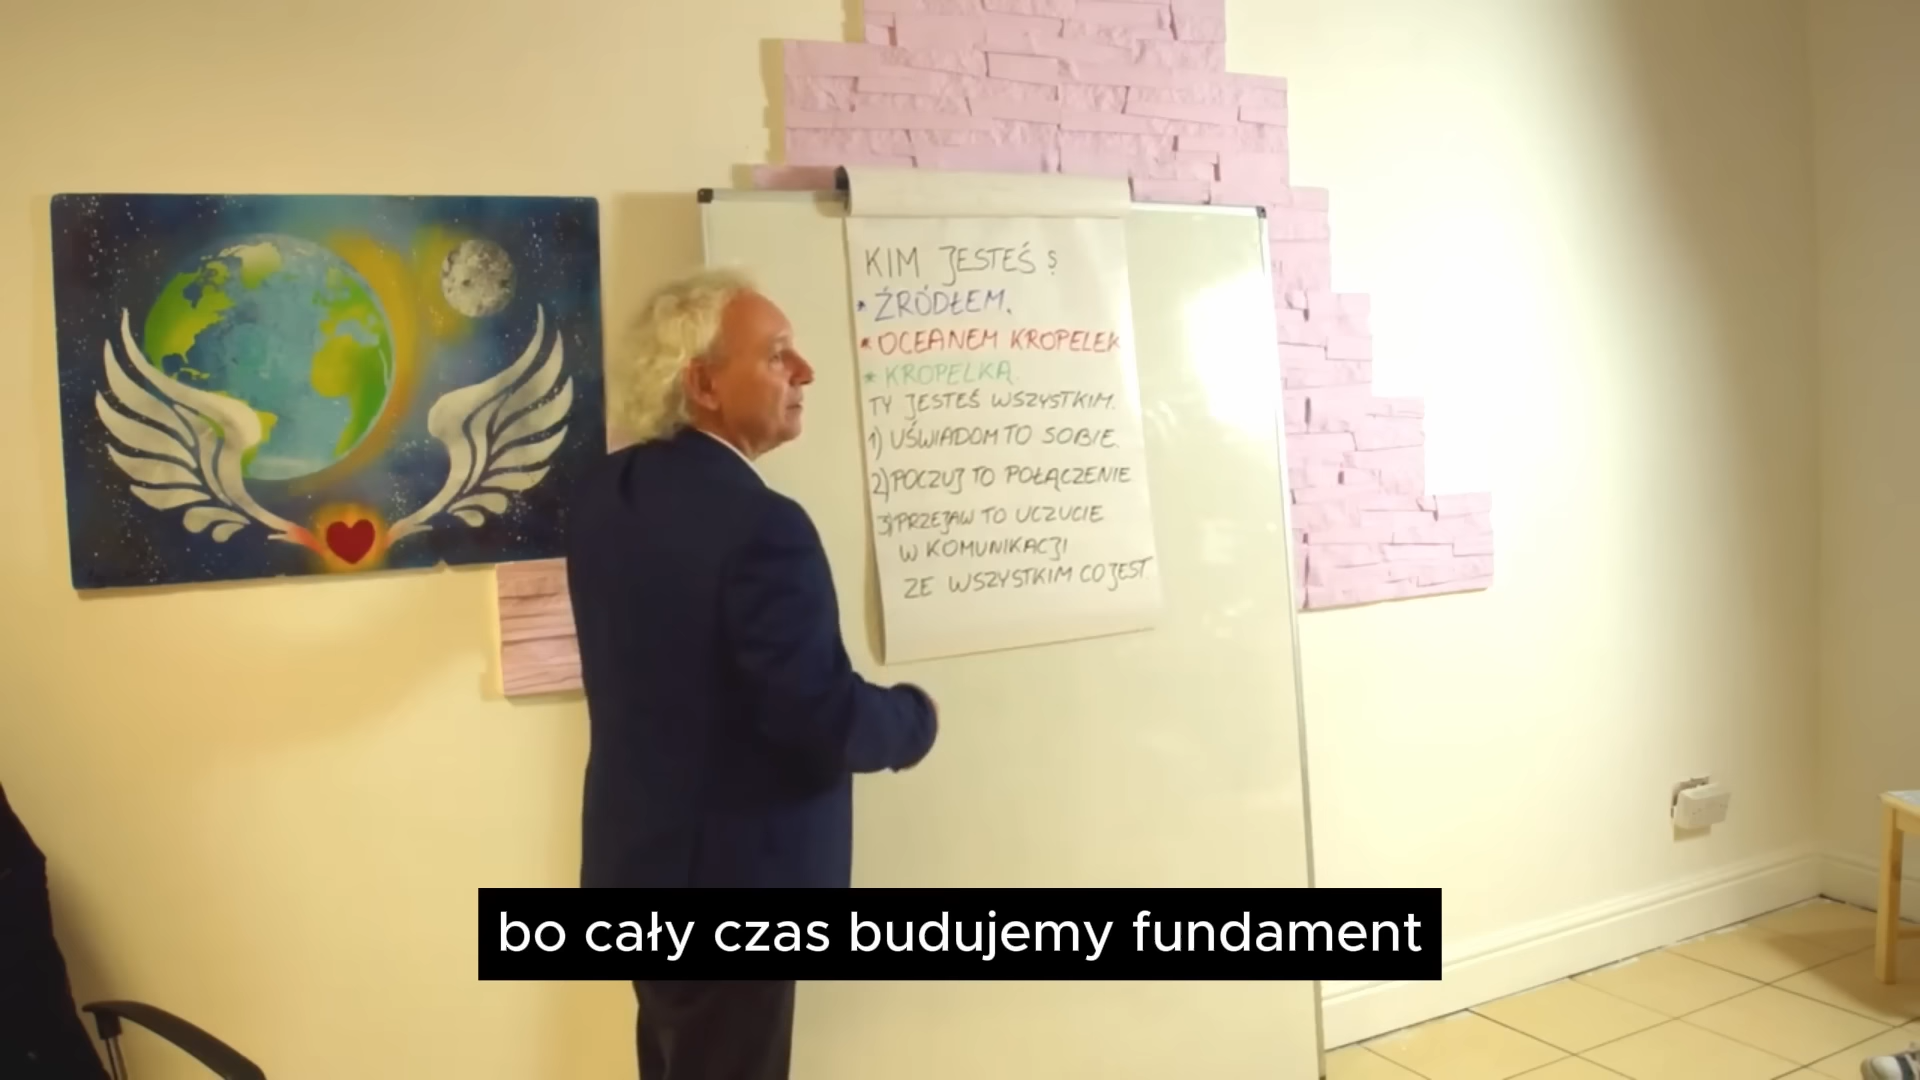 KIM JESTEŚ ?
* ŹRÓDŁEM.
* OCEANEM KROPELEK
* KROPELKĄ.
TY JESTEŚ WSZYSTKIM.
1) UŚWIADOM TO SOBIE.
2) POCZUJ TO POŁĄCZENIE
3) PRZEJAW TO UCZUCIE
W KOMUNIKACJI
ZE WSZYSTKIM CO JEST.
bo cały czas budujemy fundament